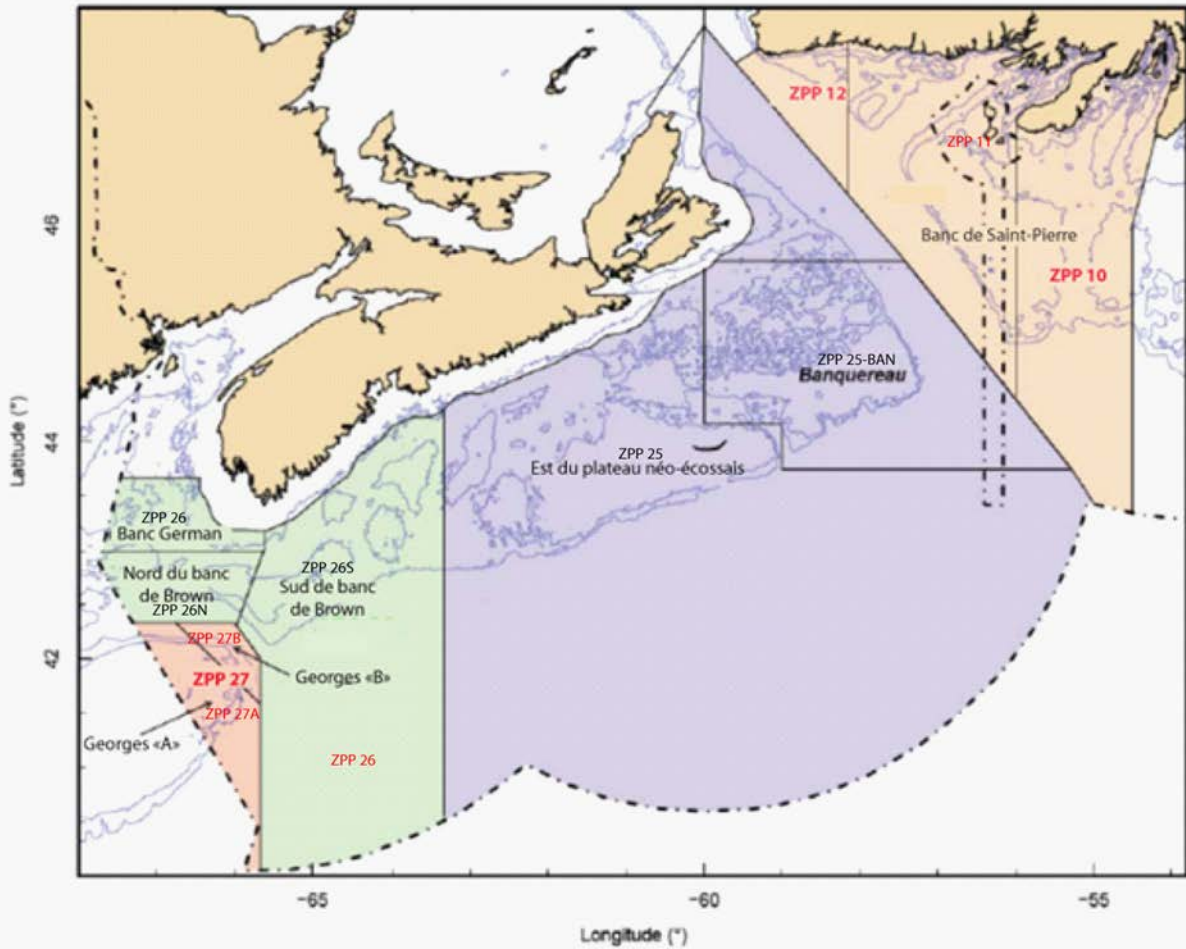 ZPP 12
ZPP 11
46
Banc de Saint-Pierre
ZPP 10
ZPP 25-BAN
Banquereau
44
Latitude (°)
ZPP 25
Est du plateau néo-écossais
ZPP 26
Banc German
Nord du banc
de Brown
ZPP 26N
ZPP 26S
Sud de banc
de Brown
ZPP 27B
42
ZPP 27
Georges «B»
ZPP 27A
Georges «A»
ZPP 26
-65
-60
-55
Longitude (°)